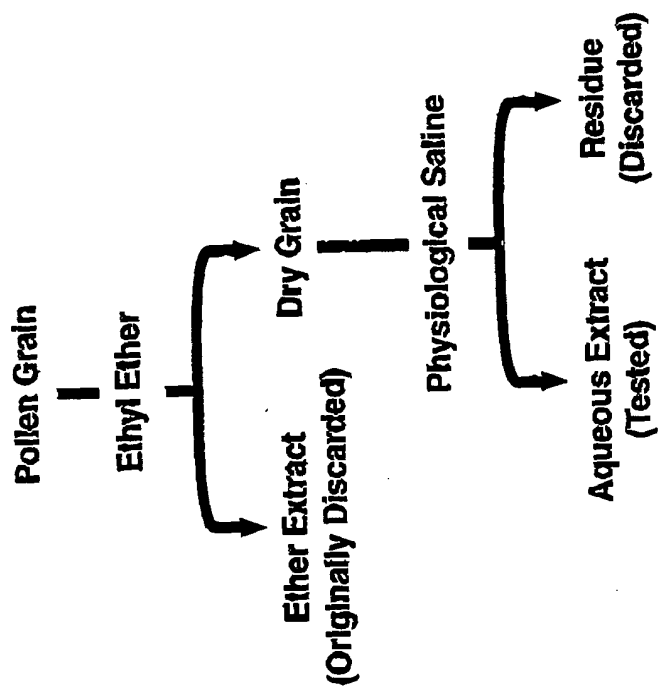 Pollen Grain
Ethyl Ether
Ether Extract
(Originally Discarded)
Dry Grain
Physiological Saline
Aqueous Extract
(Tested)
Residue
(Discarded)